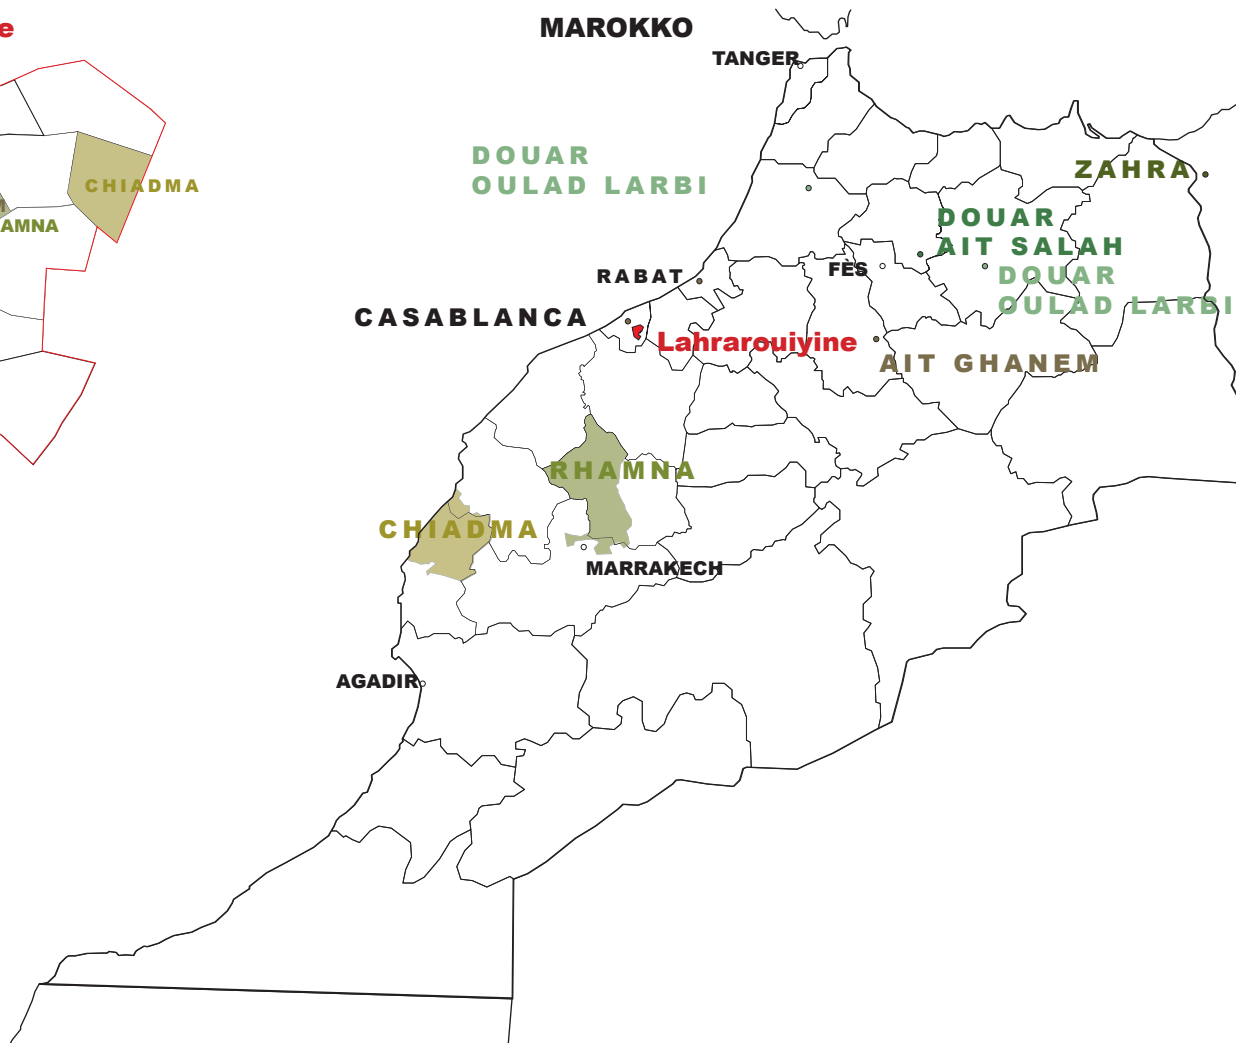 e
MAROKKO
TANGER
DOUAR
OULAD LARBI
ZAHRA
CHIADMA
AMNA
DOUAR
AIT SALAH
FÈS
DOUAR
OULAD LARBI
RABAT
CASABLANCA
Lahrarouiyine
AIT GHANEM
RHAMNA
CHIADMA
MARRAKECH
AGADIR